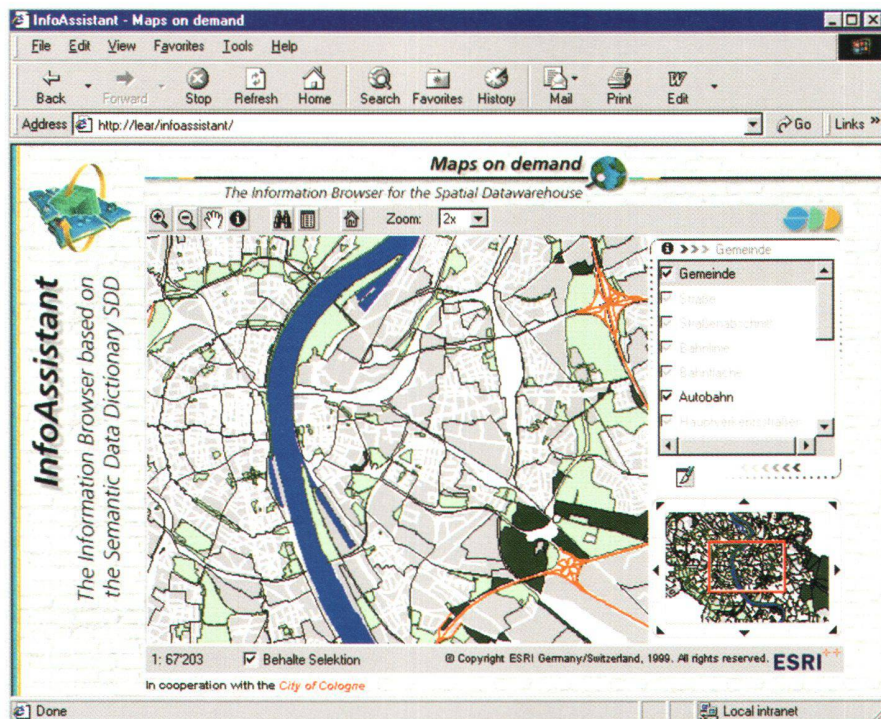 InfoAssistant - Maps on demand
File Edit View Favorites Tools Help
Back Forward Stop Refresh Home Search Favorites History Mail Print Edit
Address http://lear/infoassistant/ Go Links »
Maps on demand
The Information Browser for the Spatial Datawarehouse
Zoom: 2x
InfoAssistant
The Information Browser based on
the Semantic Data Dictionary SDD
>>> Gemeinde
Gemeinde
Straße
Straßenabschnitt
Bahnlinie
Bahnfläche
Autobahn
<<<<<
1: 67'203 Behalte Selektion © Copyright ESRI Germany/Switzerland, 1999. All rights reserved. ESRI
In cooperation with the City of Cologne
Done Local intranet